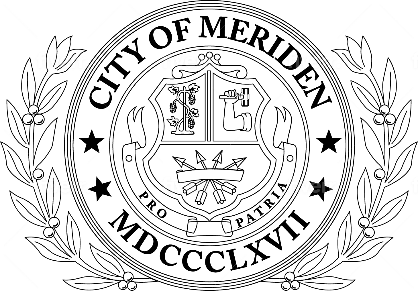 CITY OF MERIDEN
PRO PATRIA
MDCCCLXVII